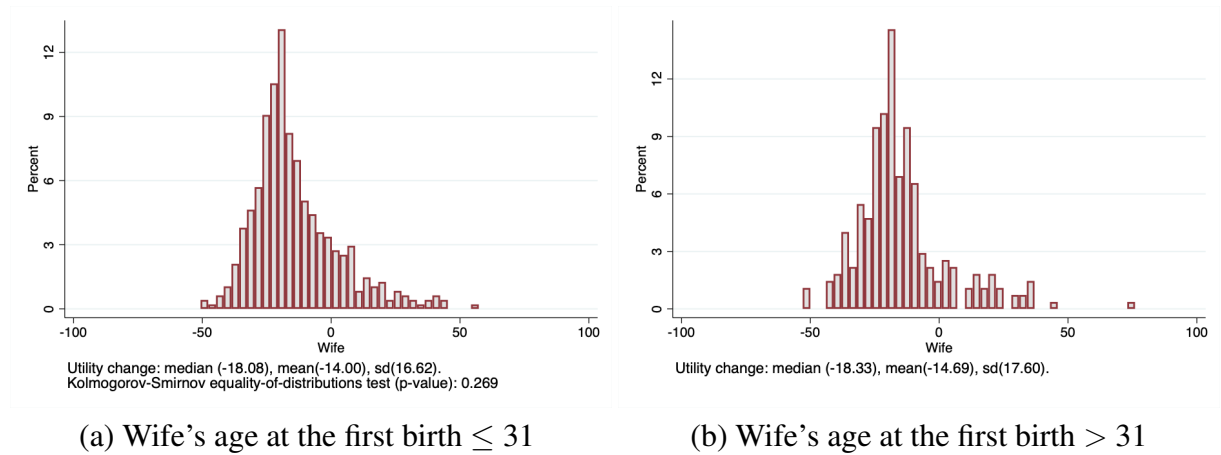 Percent
12
9
6
3
0
-100 -50 0 50 100
Wife
Utility change: median (-18.08), mean(-14.00), sd(16.62).
Kolmogorov-Smirnov equality-of-distributions test (p-value): 0.269
(a) Wife's age at the first birth ≤ 31
Percent
12
9
6
3
0
-100 -50 0 50 100
Wife
Utility change: median (-18.33), mean(-14.69), sd(17.60).
(b) Wife's age at the first birth > 31